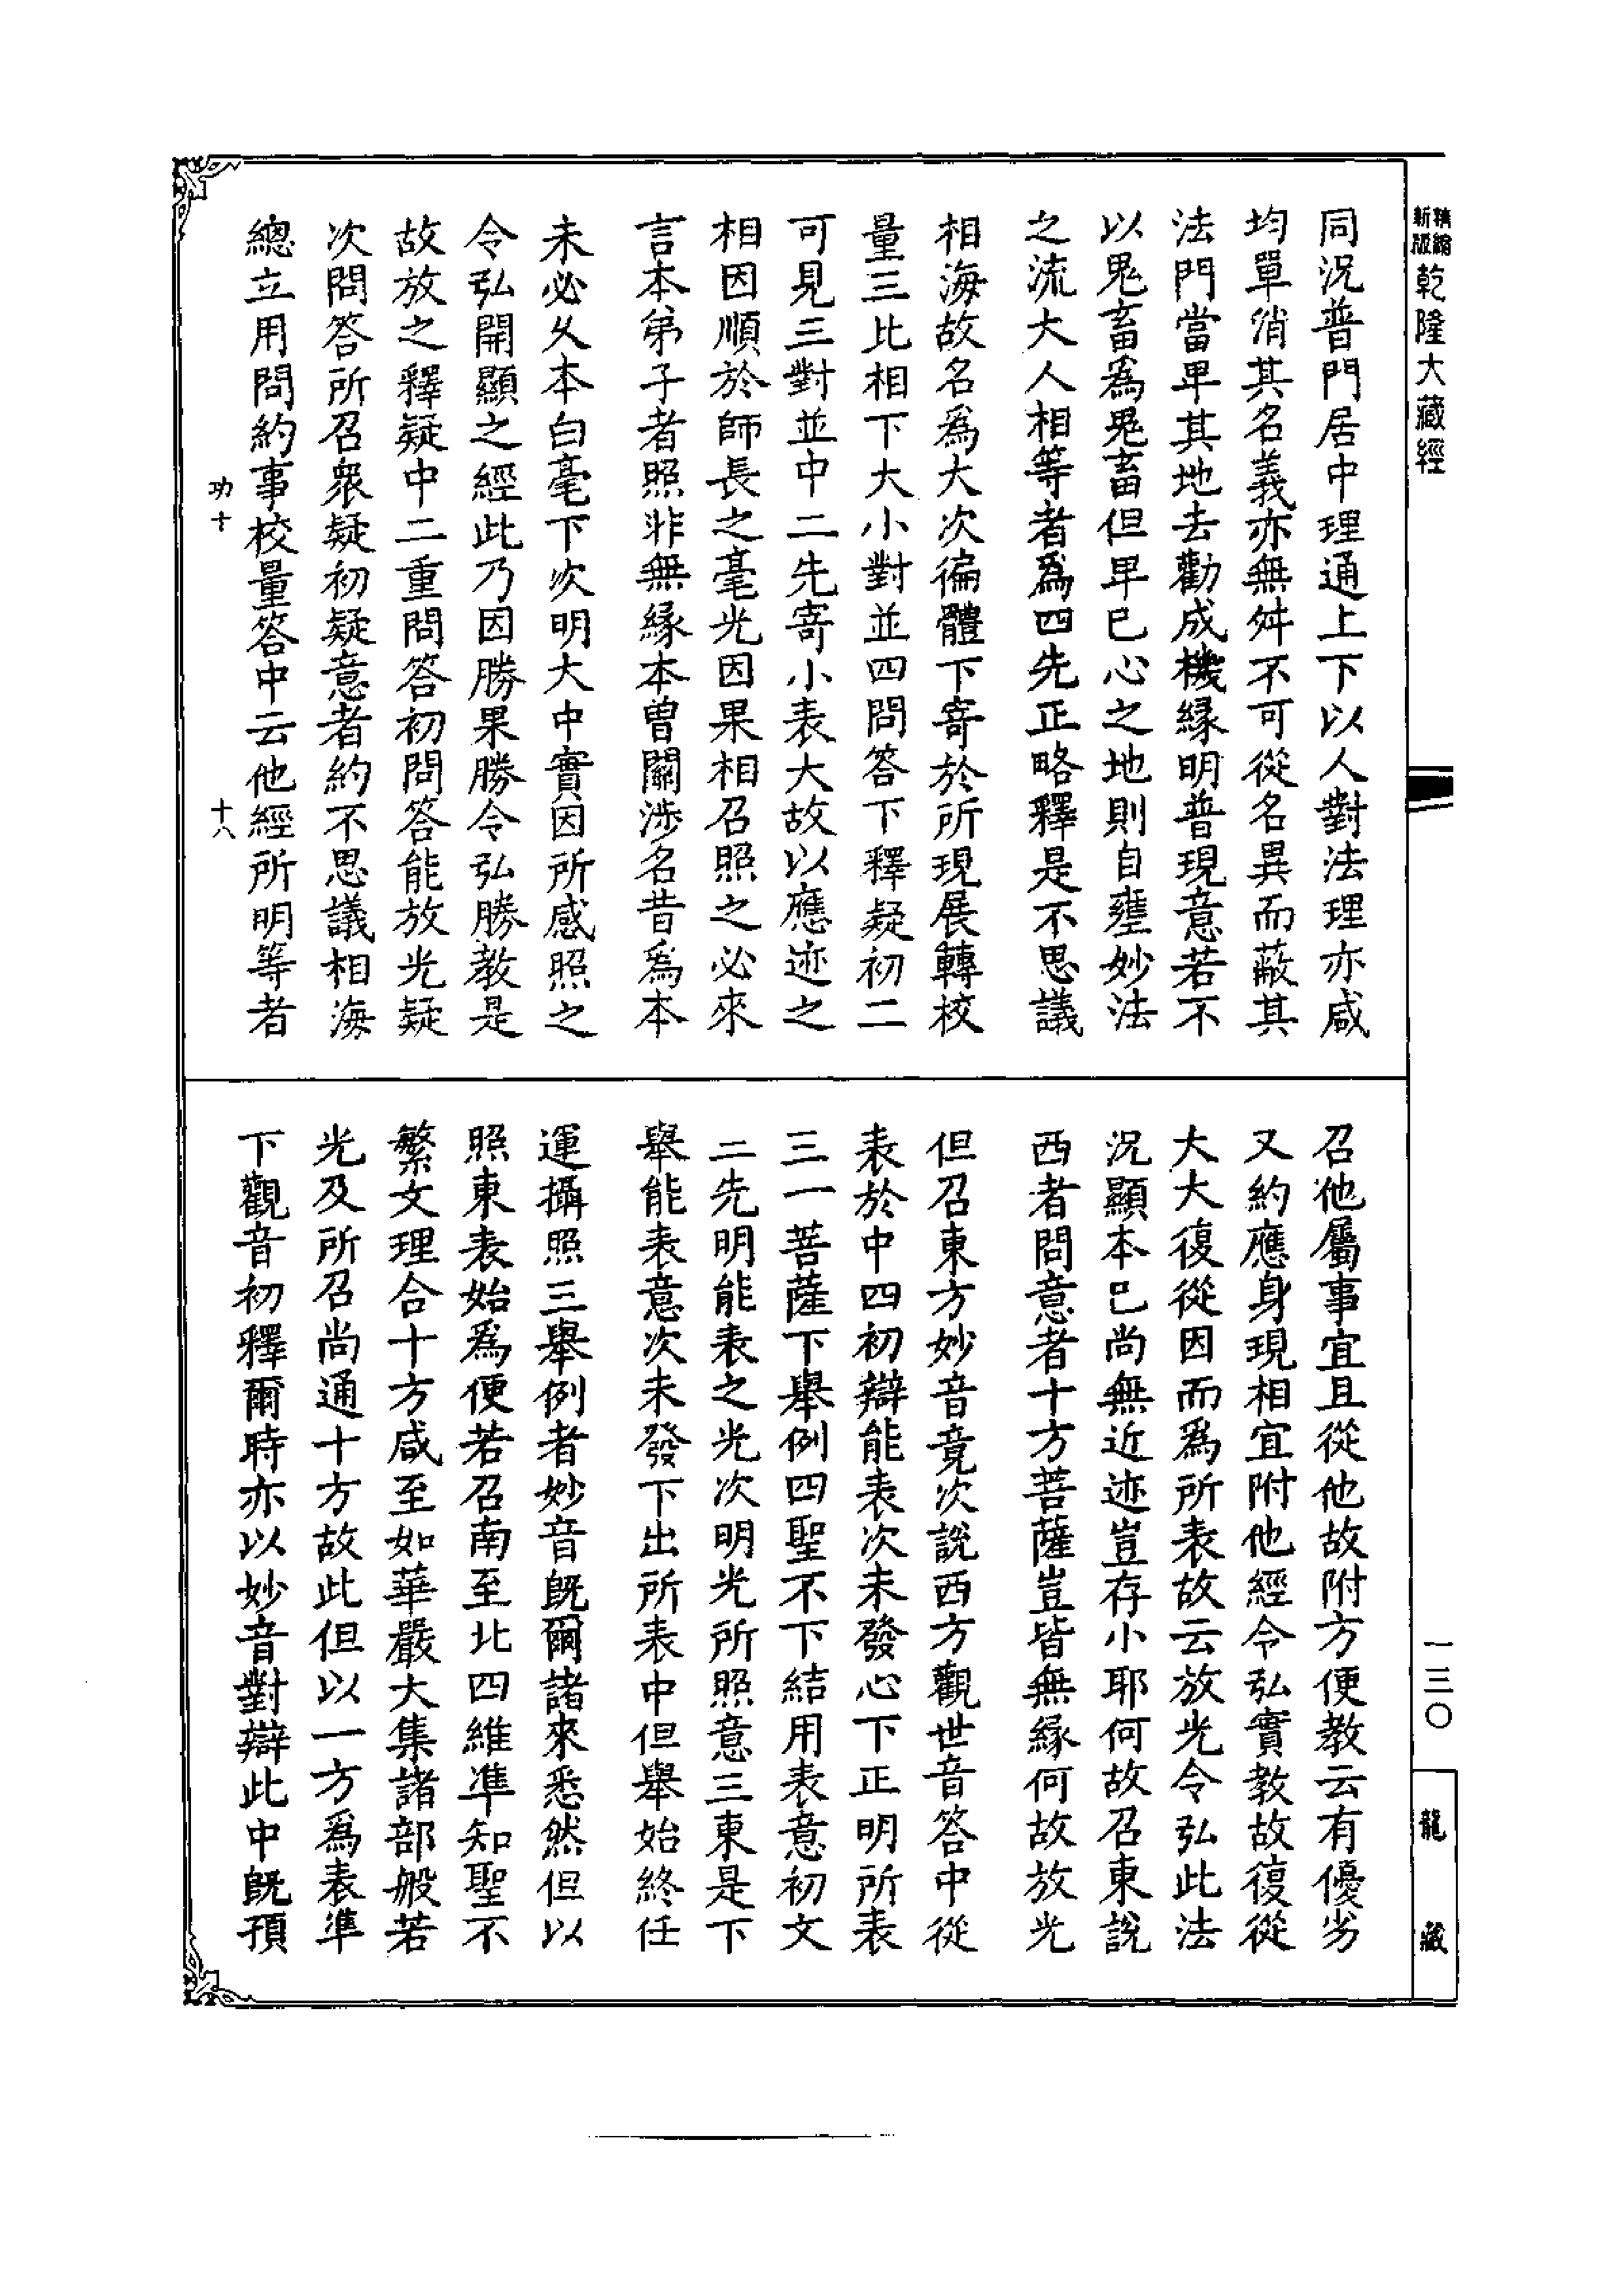 精縮
新版
乾隆大藏經
同況普門居中理通上下以人對法理亦咸
均單消其名義亦無舛不可從名異而蔽其
法門當畢其地去勸成機緣明普現意若不
以鬼畜為鬼畜但早已心之地則自壅妙法
之流大人相等者為四先正略釋是不思議
相海故名為大次徧體下寄於所現展轉校
量三比相下大小對並四問答下釋疑初二
可見三對並中二先寄小表大故以應迹之
相因順於師長之毫光因果相召照之必來
言本弟子者照非無緣本曾關涉名昔為本
未必久本白毫下次明大中實因所感照之
令弘開顯之經此乃因勝果勝令弘勝教是
故放之釋疑中二重問答初問答能放光疑
次問答所召眾疑初疑意者約不思議相海
總立用問約事校量答中云他經所明等者
功十
十八
召他屬事宜且從他故附方便教云有優劣
又約應身現相宜附他經令弘實教故復從
大大復從因而為所表故云放光令弘此法
況顯本已尚無近迹豈存小耶何故召東說
西者問意者十方菩薩豈皆無緣何故放光
但召東方妙音竟次說西方觀世音答中從
表於中四初辯能表次未發心下正明所表
三一菩薩下舉例四聖不下結用表意初文
二先明能表之光次明光所照意三東是下
舉能表意次未發下出所表中但舉始終任
運攝照三舉例者妙音既爾諸來悉然但以
照東表始為便若召南至北四維準知聖不
繁文理合十方咸至如華嚴大集諸部般若
光及所召尚通十方故此但以一方為表準
下觀音初釋爾時亦以妙音對辯此中既預
一三〇
龍藏